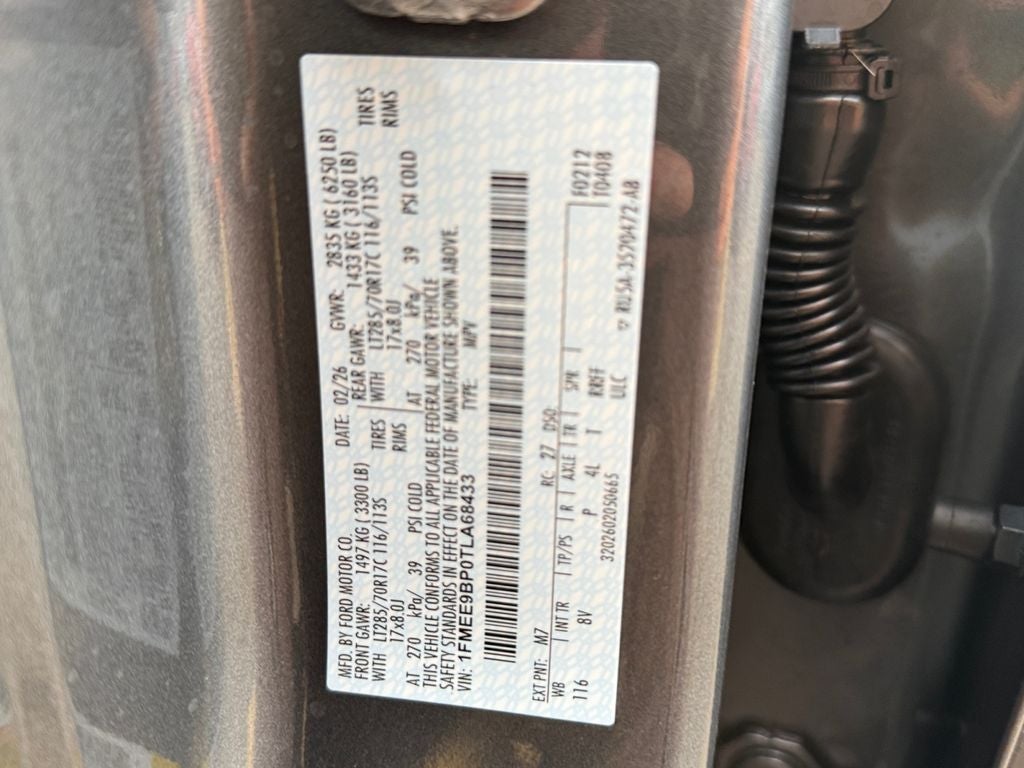 MFD. BY FORD MOTOR CO.
DATE: 02/26 GVWR: 2835 KG ( 6250 LB)
FRONT GAWR: 1497 KG ( 3300 LB) REAR GAWR: 1433 KG ( 3160 LB)
WITH LT285/70R17C 116/113S TIRES WITH LT285/70R17C 116/113S TIRES
17x8.0J RIMS 17x8.0J RIMS
AT 270 kPa/ 39 PSI COLD AT 270 kPa/ 39 PSI COLD
THIS VEHICLE CONFORMS TO ALL APPLICABLE FEDERAL MOTOR VEHICLE
SAFETY STANDARDS IN EFFECT ON THE DATE OF MANUFACTURE SHOWN ABOVE.
VIN: 1FMEE9BP0TLA68433 TYPE: MPV
EXT PNT: M7 RC: 27 DSO:
WB INT TR TP/PS R AXLE TR SPR F0212
116 8V P 4L T RRFF T0408
ULC
3202602050665
RU5A-3520472-AB